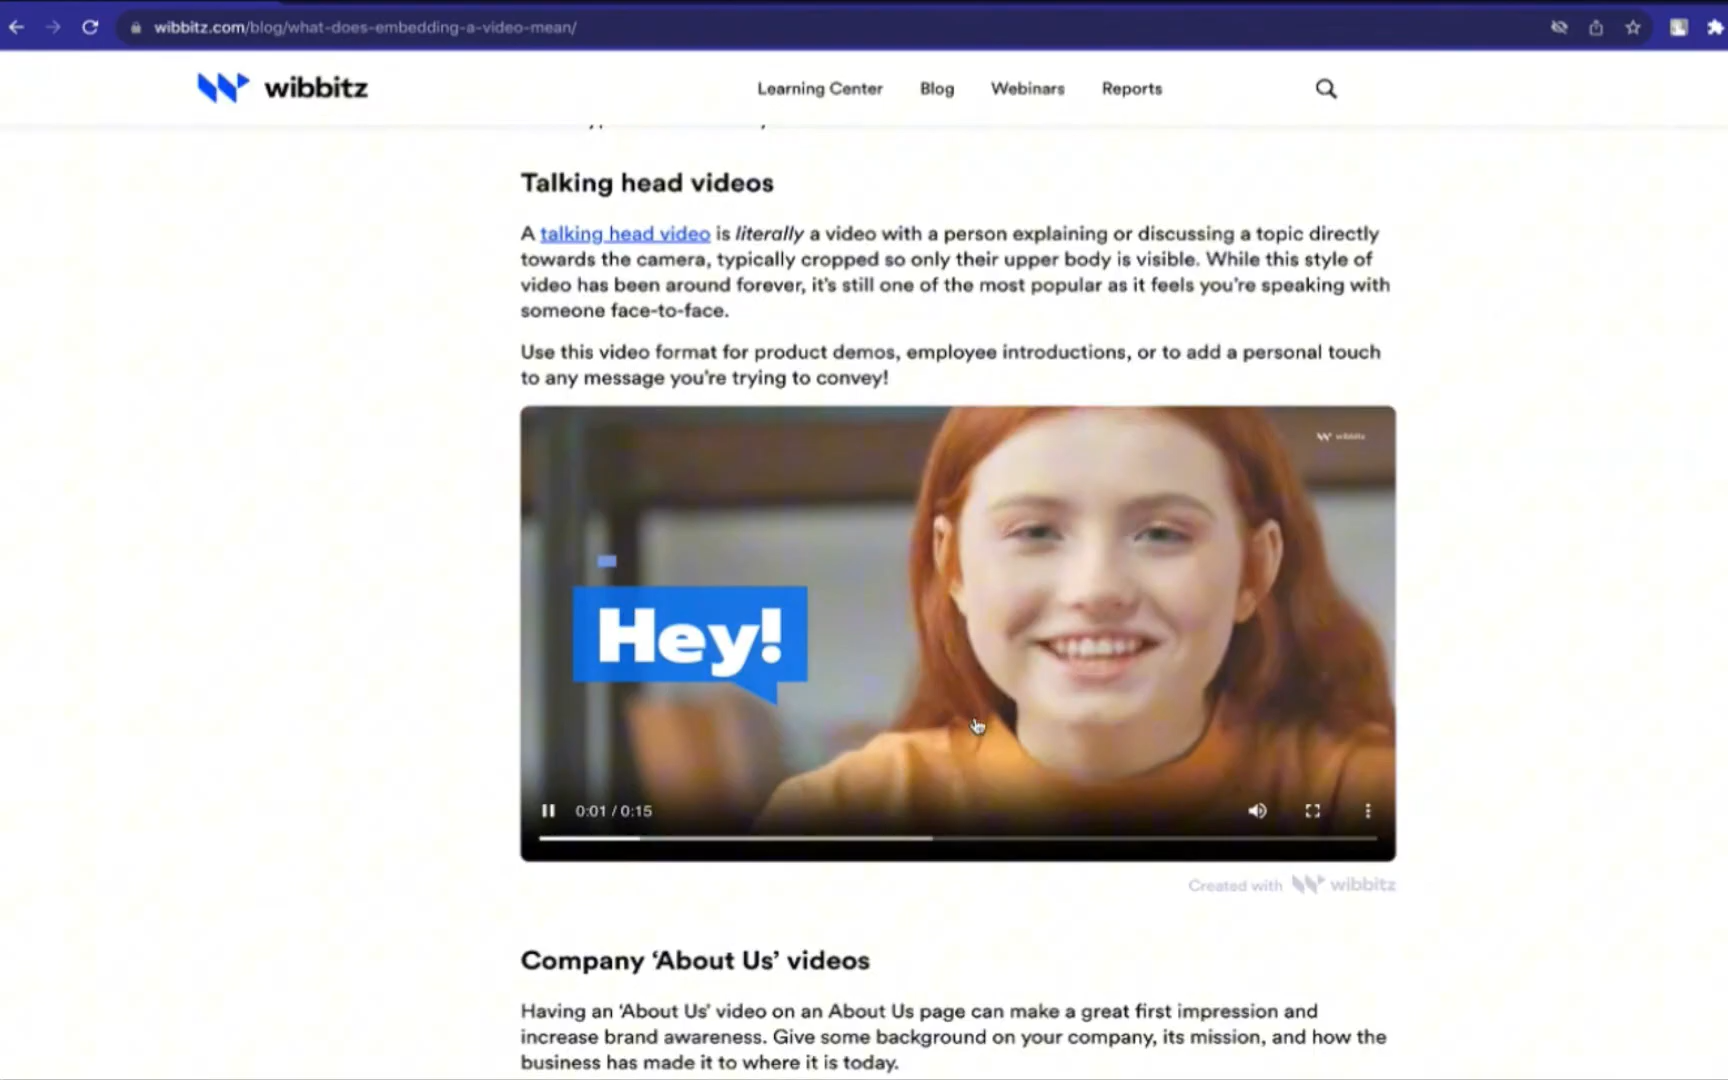 wibbitz.com/blog/what-does-embedding-a-video-mean/
wibbitz
Learning Center
Blog
Webinars
Reports
Talking head videos
A talking head video is literally a video with a person explaining or discussing a topic directly
towards the camera, typically cropped so only their upper body is visible. While this style of
video has been around forever, it's still one of the most popular as it feels you're speaking with
someone face-to-face.
Use this video format for product demos, employee introductions, or to add a personal touch
to any message you're trying to convey!
wibbitz
Hey!
0:01 / 0:15
Created with wibbitz
Company ‘About Us’ videos
Having an ‘About Us’ video on an About Us page can make a great first impression and
increase brand awareness. Give some background on your company, its mission, and how the
business has made it to where it is today.